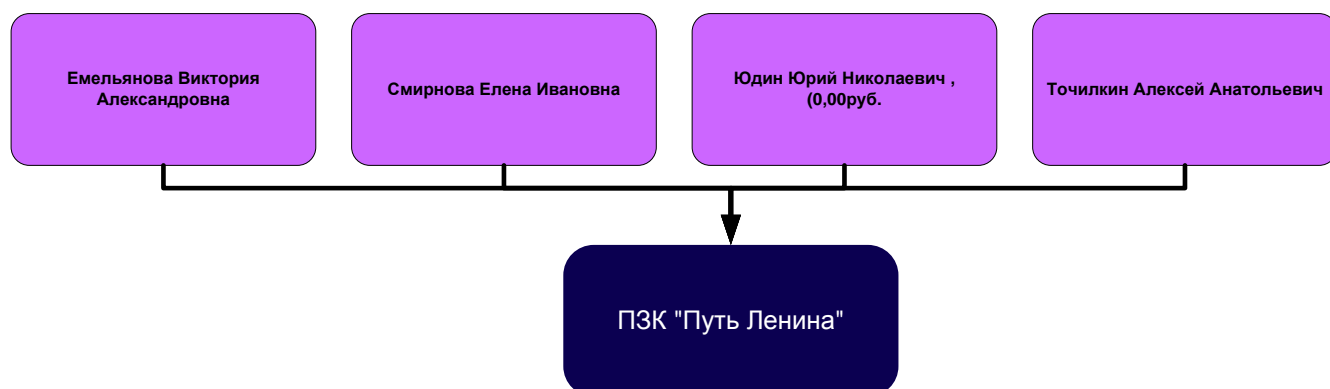 Емельянова Виктория
Александровна
Смирнова Елена Ивановна
Юдин Юрий Николаевич ,
(0,00руб.
Точилкин Алексей Анатольевич
ПЗК "Путь Ленина"